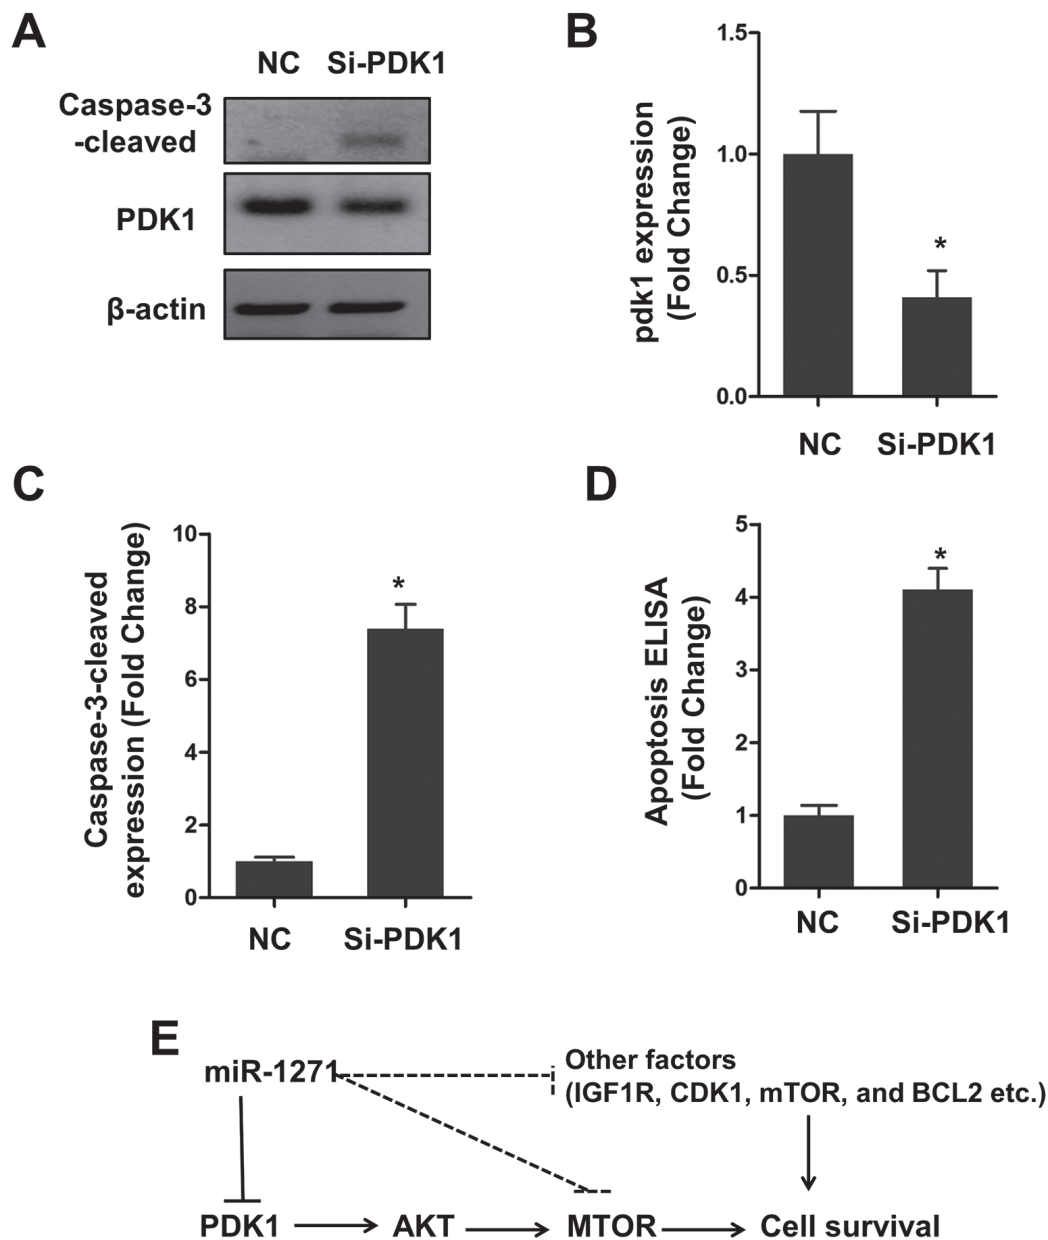 A
NC Si-PDK1
Caspase-3
-cleaved
PDK1
β-actin
B
pdk1 expression
(Fold Change)
1.5
1.0
0.5
0.0
*
NC Si-PDK1
C
Caspase-3-cleaved
expression (Fold Change)
10
8
6
4
2
0
*
NC Si-PDK1
D
Apoptosis ELISA
(Fold Change)
5
4
3
2
1
0
*
NC Si-PDK1
E
miR-1271
Other factors
(IGF1R, CDK1, mTOR, and BCL2 etc.)
PDK1 AKT MTOR Cell survival